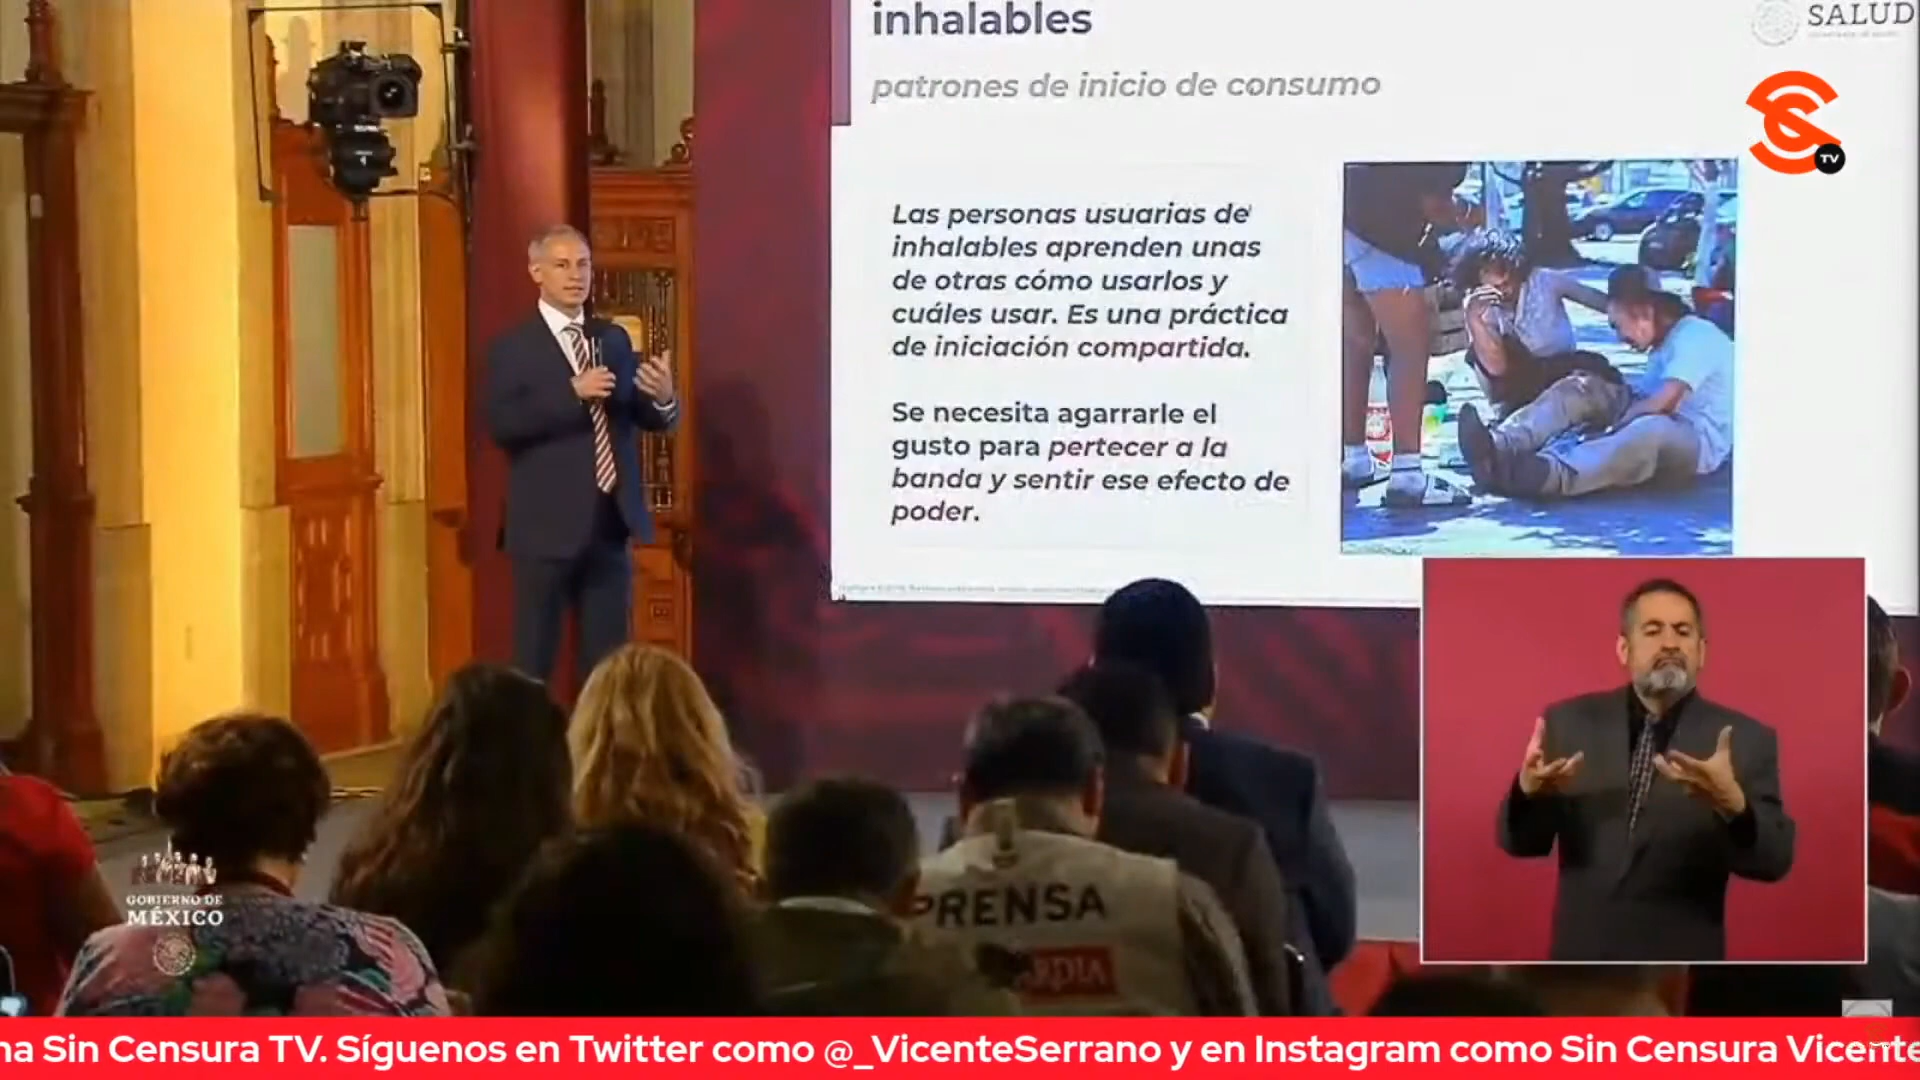 inhalables
SALUD
patrones de inicio de consumo
TV
Las personas usuarias de
inhalables aprenden unas
de otras cómo usarlos y
cuáles usar. Es una práctica
de iniciación compartida.
Se necesita agarrarle el
gusto para pertecer a la
banda y sentir ese efecto de
poder.
GOBIERNO DE
MÉXICO
PRENSA
na Sin Censura TV. Síguenos en Twitter como @_VicenteSerrano y en Instagram como Sin Censura Vicente